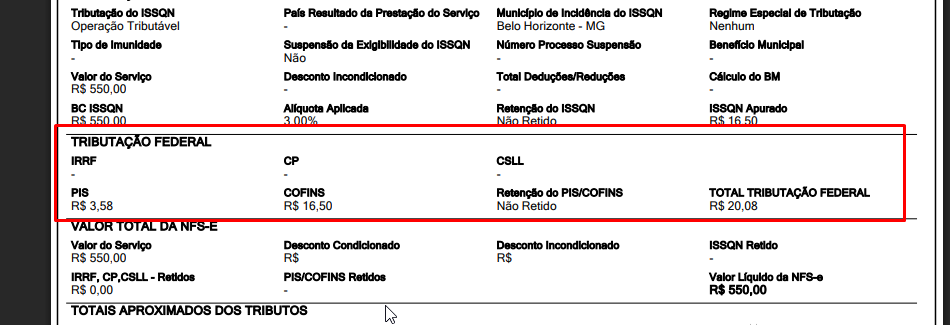 Tributação do ISSQN País Resultado da Prestação do Serviço Município de Incidência do ISSQN Regime Especial de Tributação
Operação Tributável - Belo Horizonte - MG Nenhum
Tipo de Imunidade Suspensão da Exigibilidade do ISSQN Número Processo Suspensão Benefício Municipal
- Não - -
Valor do Serviço Desconto Incondicionado Total Deduções/Reduções Cálculo do BM
R$ 550,00 - - -
BC ISSQN Alíquota Aplicada Retenção do ISSQN ISSQN Apurado
R$ 550,00 3,00% Não Retido R$ 16,50
TRIBUTAÇÃO FEDERAL
IRRF CP CSLL
- - -
PIS COFINS Retenção do PIS/COFINS TOTAL TRIBUTAÇÃO FEDERAL
R$ 3,58 R$ 16,50 Não Retido R$ 20,08
VALOR TOTAL DA NFS-E
Valor do Serviço Desconto Condicionado Desconto Incondicionado ISSQN Retido
R$ 550,00 R$ R$ -
IRRF, CP,CSLL - Retidos PIS/COFINS Retidos Valor Líquido da NFS-e
R$ 0,00 - R$ 550,00
TOTAIS APROXIMADOS DOS TRIBUTOS